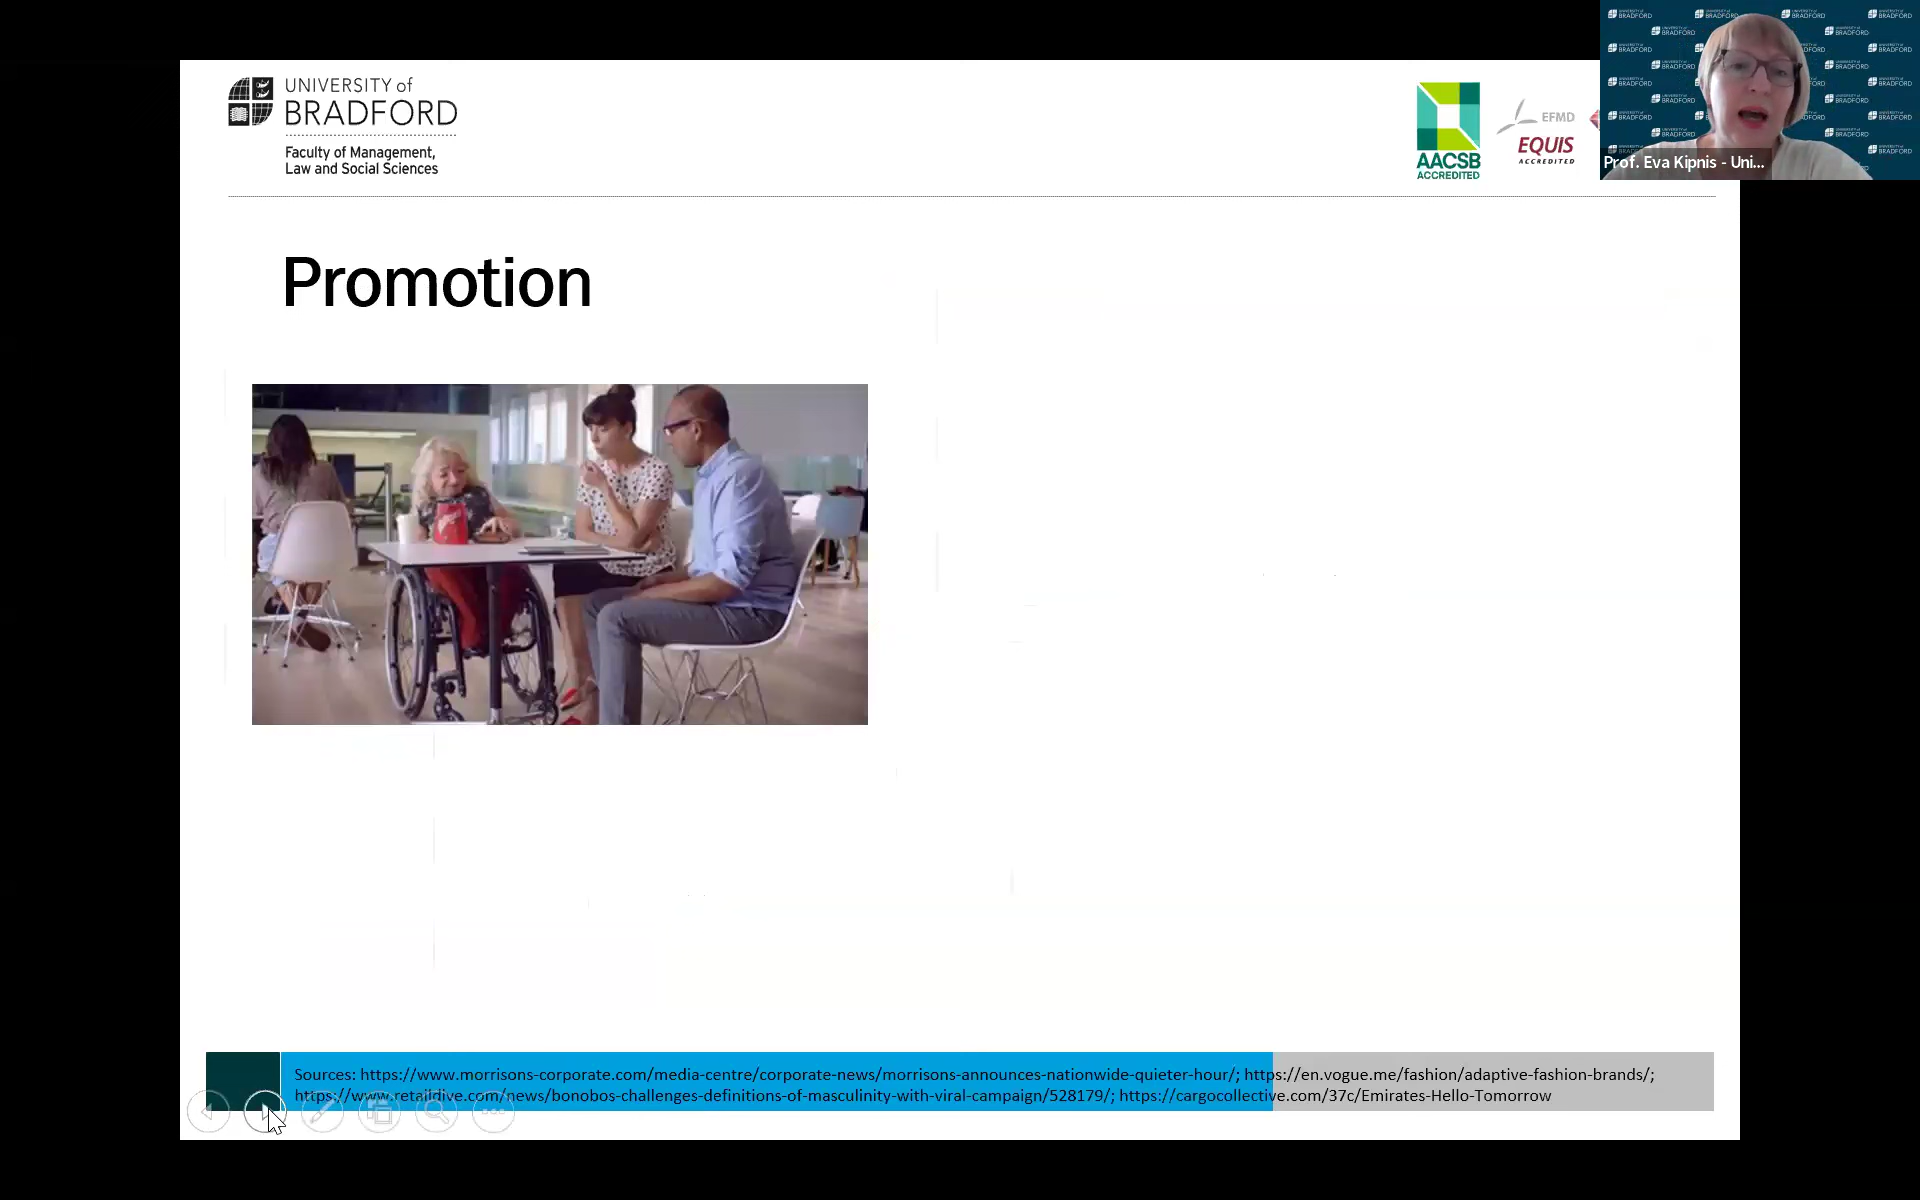 UNIVERSITY of
BRADFORD
Faculty of Management,
Law and Social Sciences
AACSB
ACCREDITED
EFMD
EQUIS
ACCREDITED
UNIVERSITY of
BRADFORD
Prof. Eva Kipnis - Uni...
Promotion
Sources: https://www.morrisons-corporate.com/media-centre/corporate-news/morrisons-announces-nationwide-quieter-hour/; https://en.vogue.me/fashion/adaptive-fashion-brands/;
https://www.retaildive.com/news/bonobos-challenges-definitions-of-masculinity-with-viral-campaign/528179/; https://cargocollective.com/37c/Emirates-Hello-Tomorrow